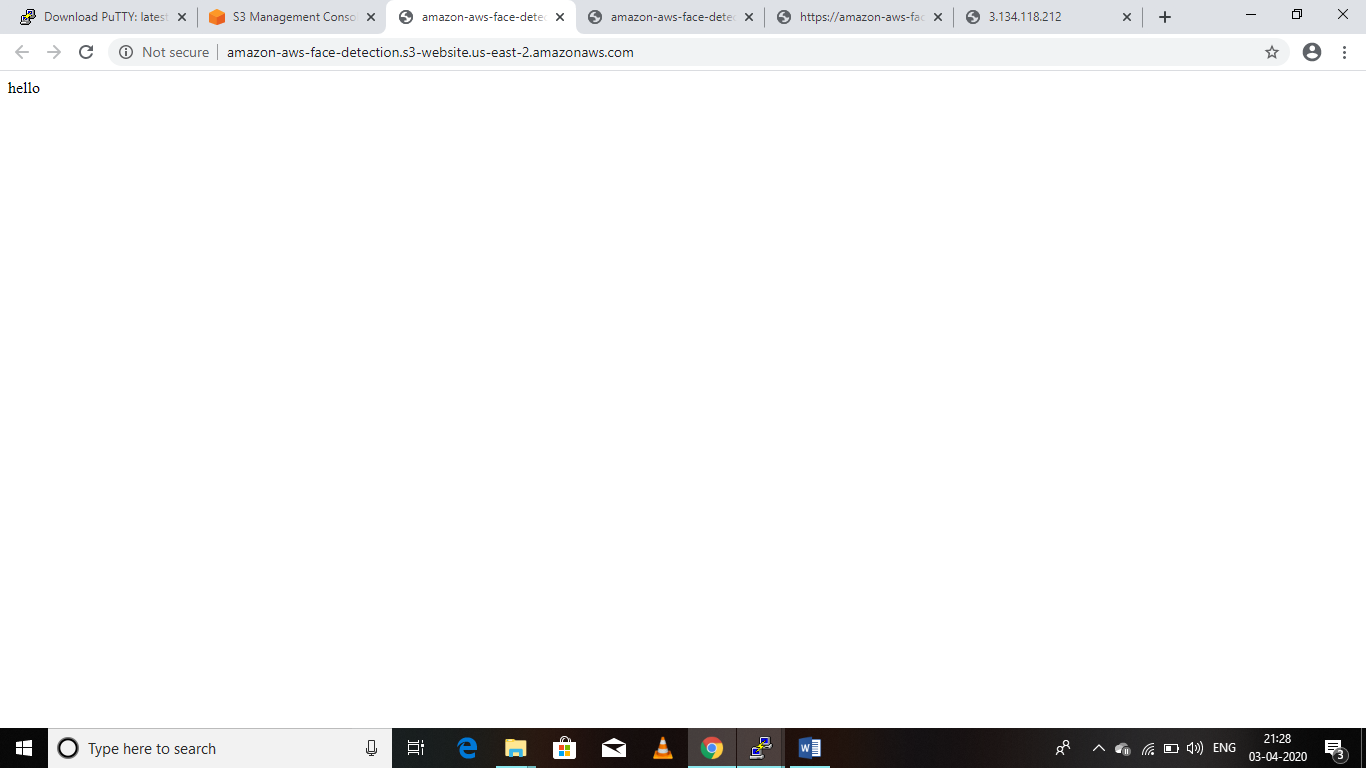 Download PuTTY: latest
S3 Management Conso
amazon-aws-face-dete
amazon-aws-face-dete
https://amazon-aws-fac
3.134.118.212
Not secure
amazon-aws-face-detection.s3-website.us-east-2.amazonaws.com
hello
Type here to search
ENG
21:28
03-04-2020
3